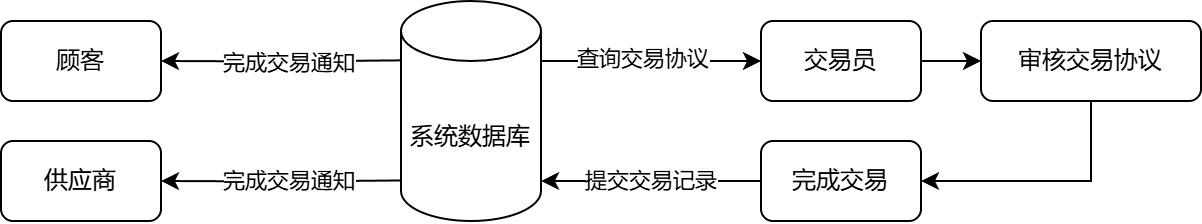 顾客
完成交易通知
查询交易协议
交易员
审核交易协议
系统数据库
供应商
完成交易通知
提交交易记录
完成交易